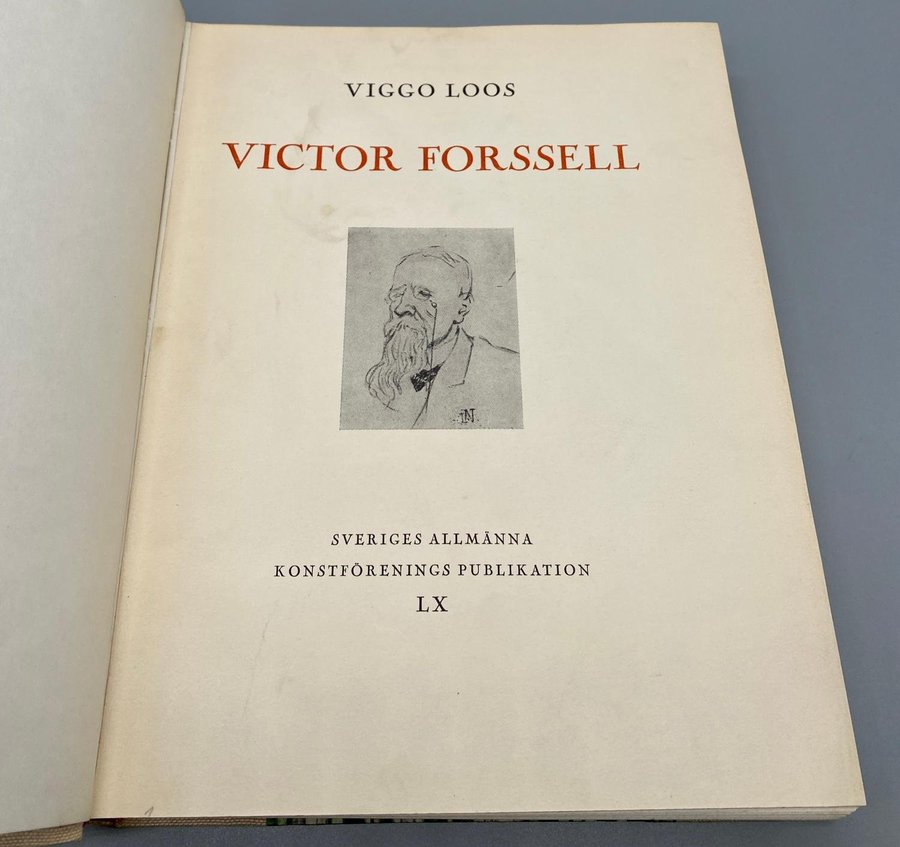 VIGGO LOOS
VICTOR FORSSELL
SVERIGES ALLMÄNNA
KONSTFÖRENINGS PUBLIKATION
LX